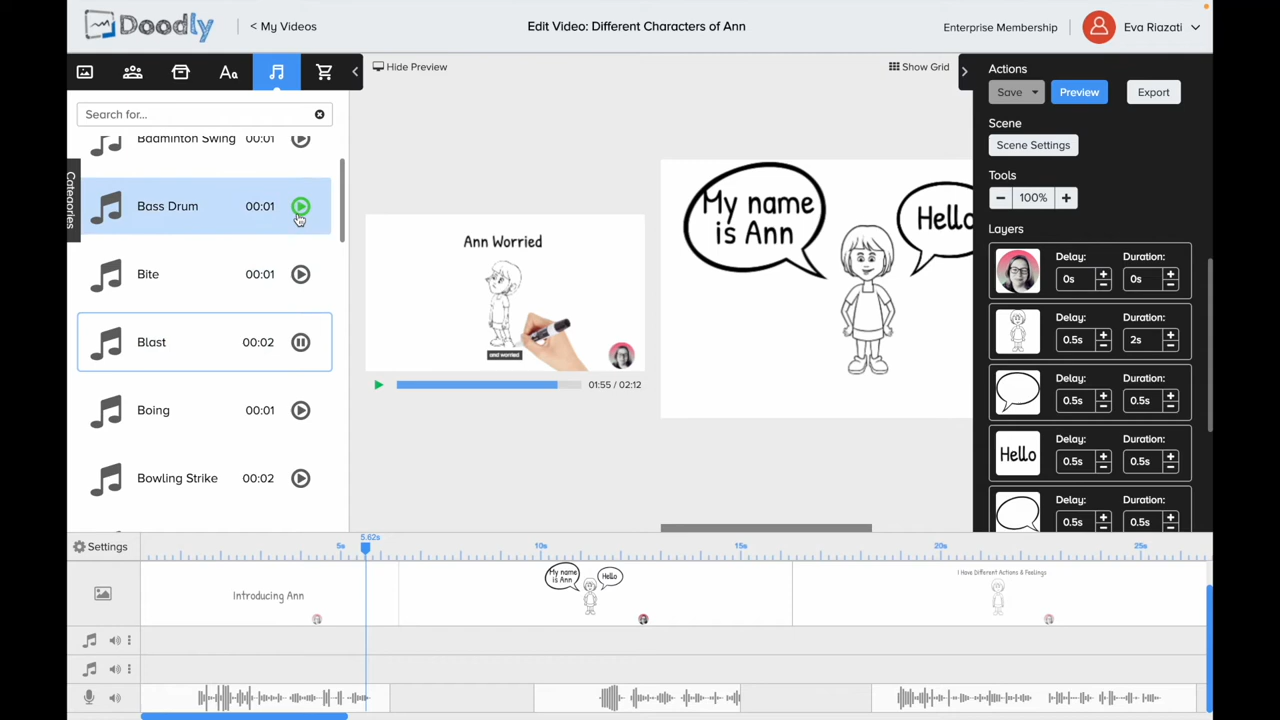 Doodly
< My Videos
Edit Video: Different Characters of Ann
Enterprise Membership
Eva Riazati
Aa
Hide Preview
Show Grid
Search for...
Categories
Badminton Swing 00:01
Bass Drum 00:01
Bite 00:01
Blast 00:02
Boing 00:01
Bowling Strike 00:02
Ann Worried
and worried
01:55 / 02:12
My name
is Ann
Hello
Actions
Save
Preview
Export
Scene
Scene Settings
Tools
100%
Layers
Delay: Duration:
0s 0s
Delay: Duration:
0.5s 2s
Delay: Duration:
0.5s 0.5s
Hello
Delay: Duration:
0.5s 0.5s
Delay: Duration:
0.5s 0.5s
Settings
5s 5.62s 10s 15s 20s 25s
Introducing Ann
My name
is Ann
Hello
I Have Different Actions & Feelings